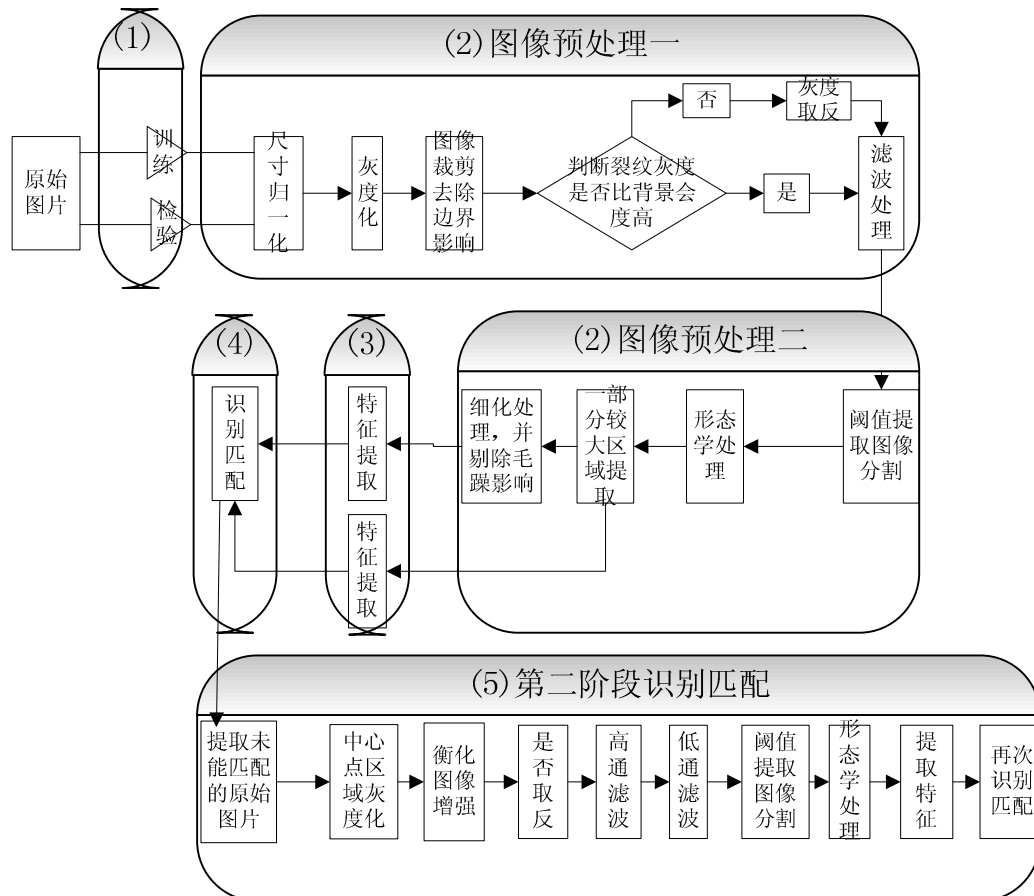 (1)
(2)图像预处理一
原始
图片
训
练
检
验
尺
寸
归
一
化
灰
度
化
图像
裁剪
去除
边界
影响
判断裂纹灰度
是否比背景会
度高
否
灰度
取反
是
滤
波
处
理
(4)
(3)
(2)图像预处理二
识
别
匹
配
特
征
提
取
特
征
提
取
细化处
理，并
剔除毛
躁影响
一部
分较
大区
域提
取
形态
学处
理
阈值提
取图像
分割
(5)第二阶段识别匹配
提取未
能匹配
的原始
图片
中心
点区
域灰
度化
衡化
图像
增强
是
否
取
反
高
通
滤
波
低
通
滤
波
阈值
提取
图像
分割
形
态
学
处
理
提
取
特
征
再次
识别
匹配